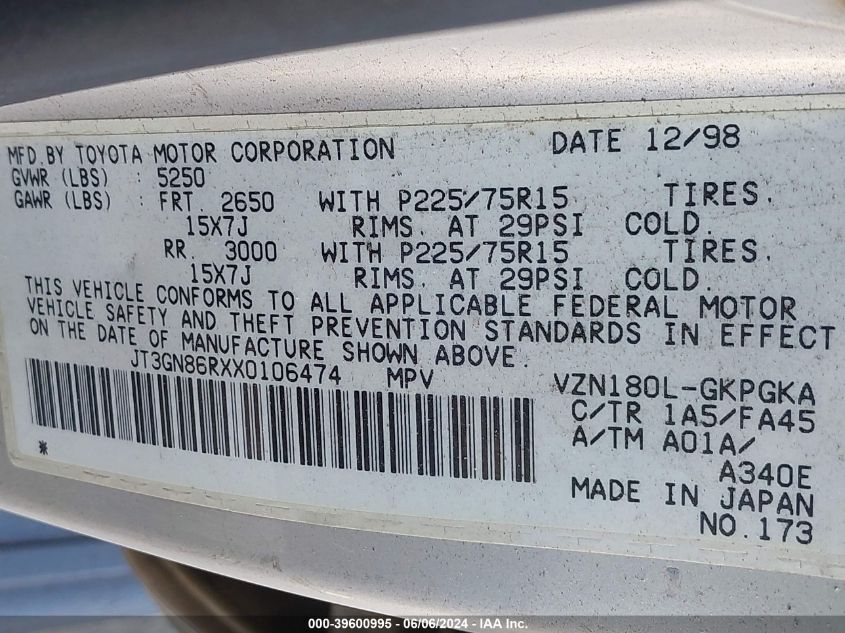 MFD.BY TOYOTA MOTOR CORPORATION DATE 12/98
GVWR (LBS) : 5250
GAWR (LBS) : FRT. 2650 WITH P225/75R15 TIRES.
15X7J RIMS. AT 29PSI COLD.
RR. 3000 WITH P225/75R15 TIRES.
15X7J RIMS. AT 29PSI COLD.
THIS VEHICLE CONFORMS TO ALL APPLICABLE FEDERAL MOTOR
VEHICLE SAFETY AND THEFT PREVENTION STANDARDS IN EFFECT
ON THE DATE OF MANUFACTURE SHOWN ABOVE.
JT3GN86RXX0106474 MPV VZN180L-GKPGKA
C/TR 1A5/FA45
* A/TM A01A/
A340E
MADE IN JAPAN
NO.173
000-39600995 - 06/06/2024 - IAA Inc.